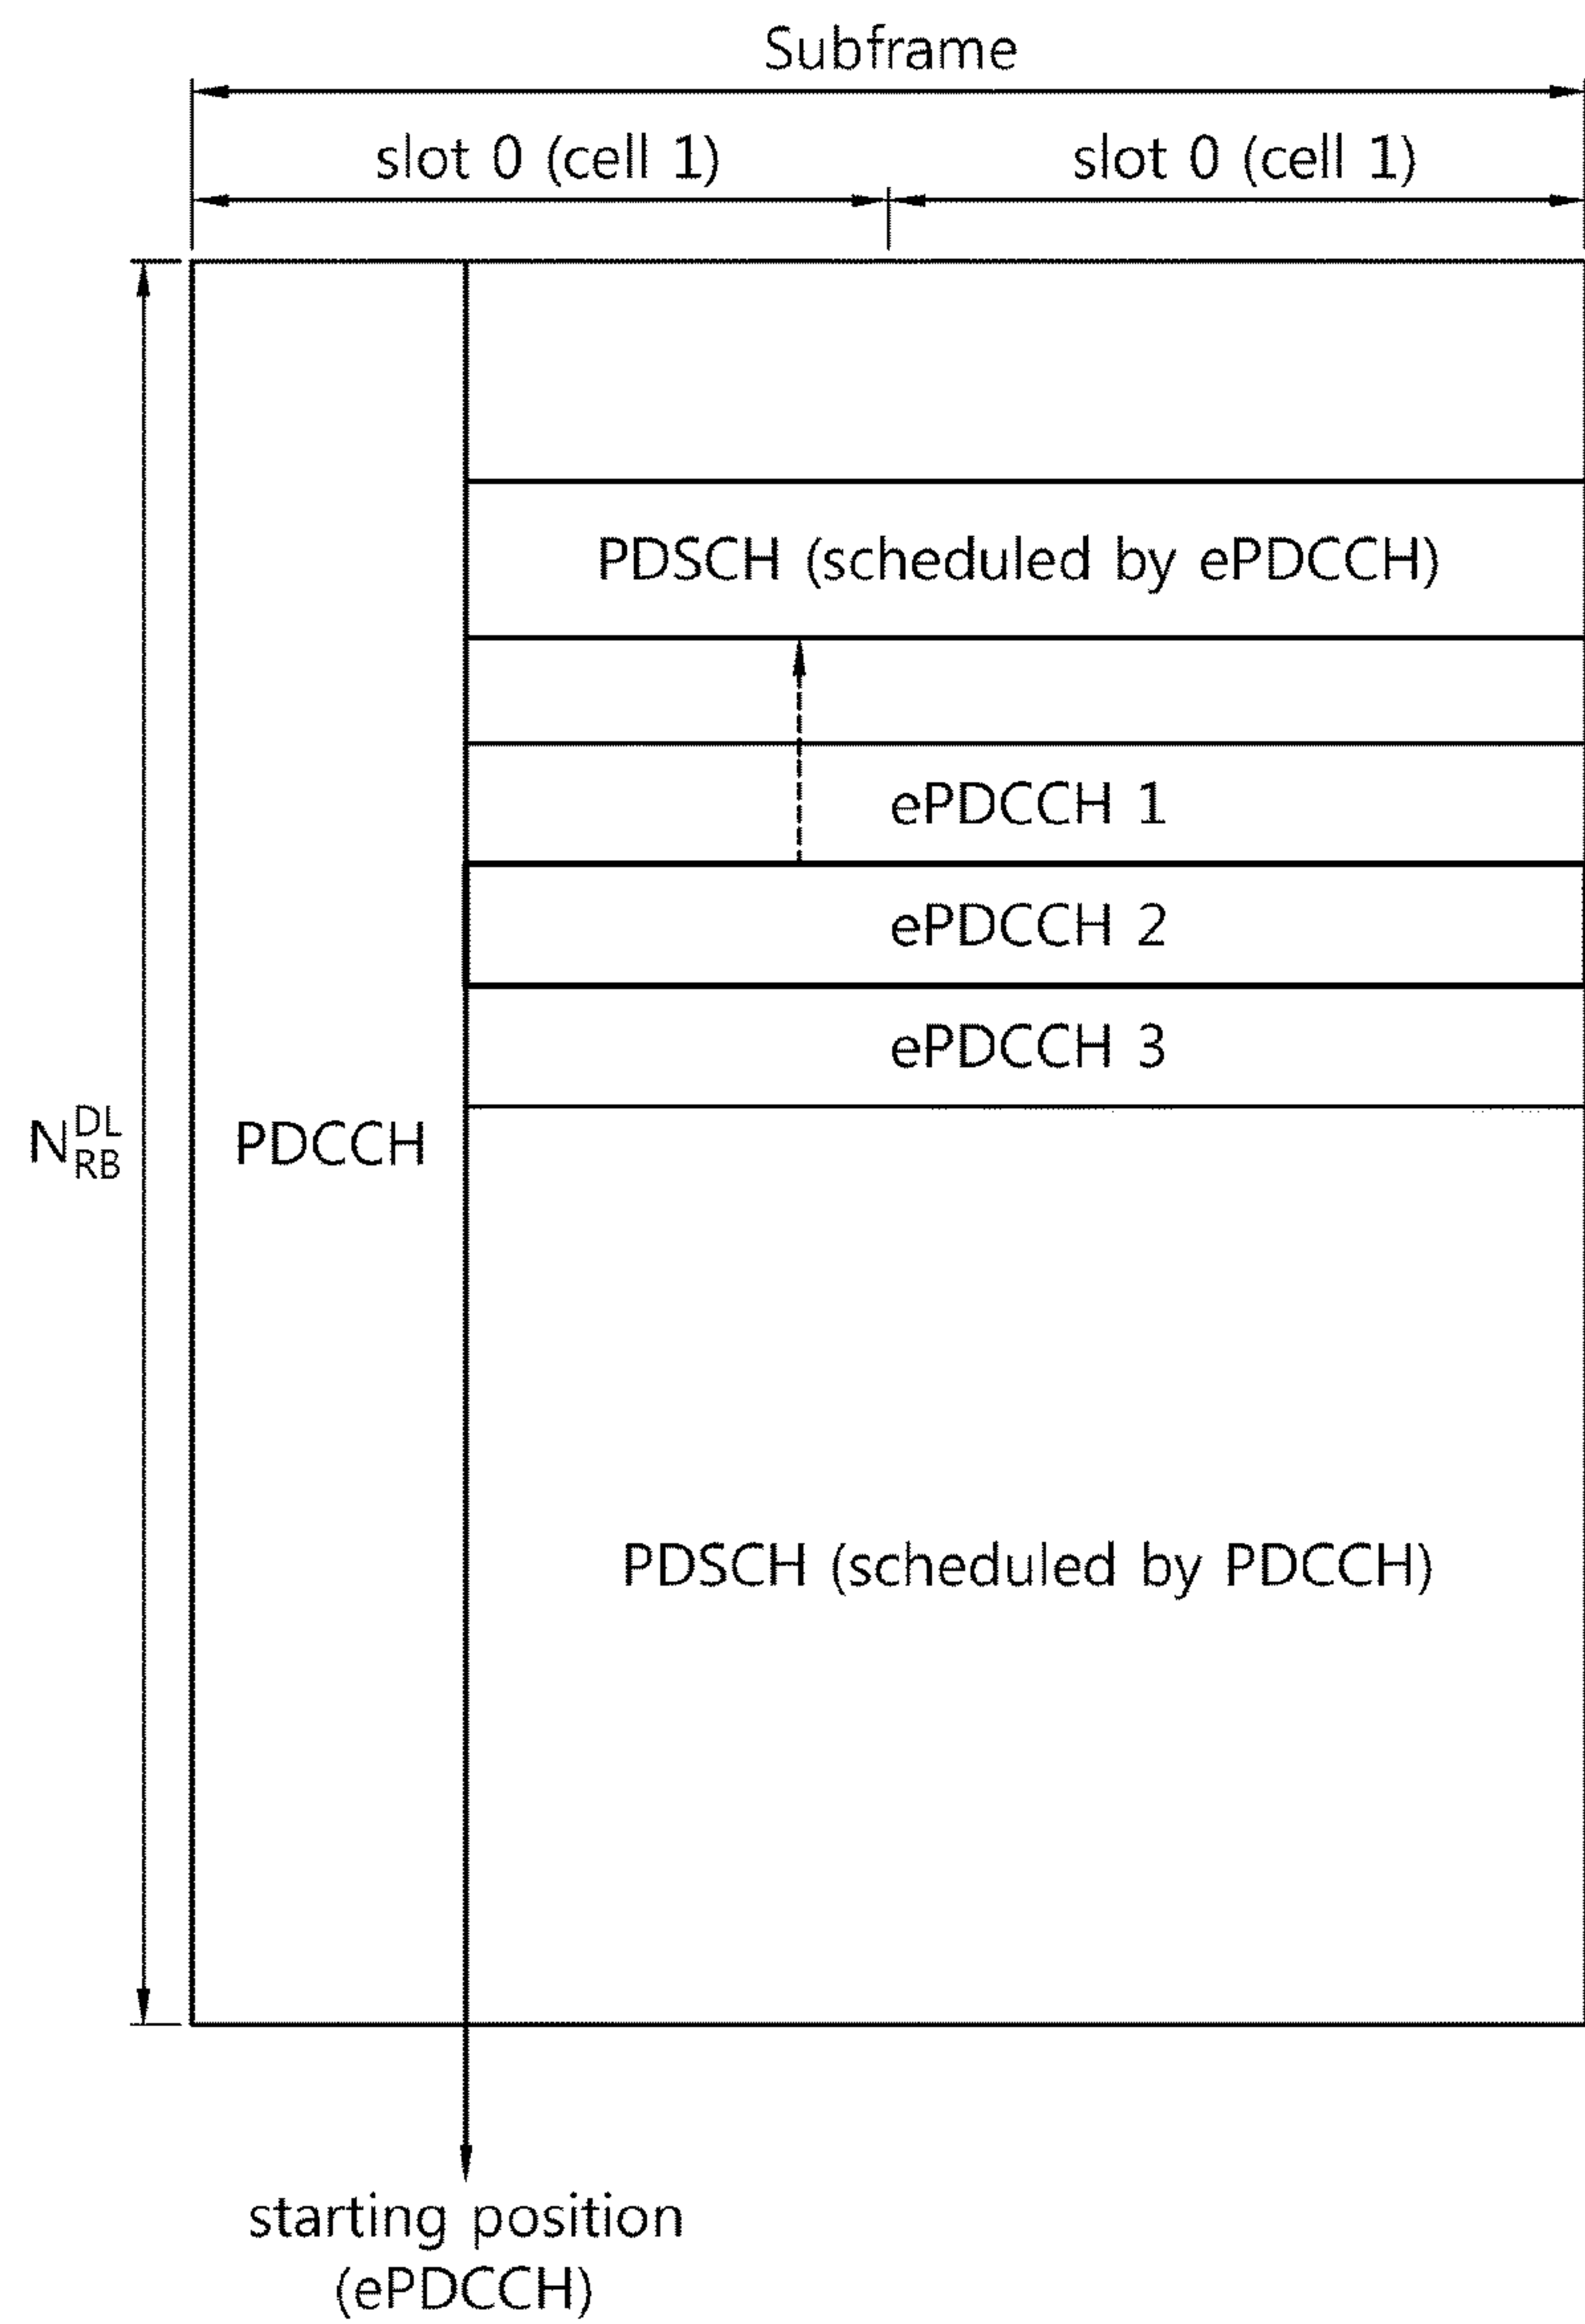 Subframe
slot 0 (cell 1) slot 0 (cell 1)
PDSCH (scheduled by ePDCCH)
ePDCCH 1
ePDCCH 2
ePDCCH 3
N^DL_RB PDCCH
PDSCH (scheduled by PDCCH)
starting position
(ePDCCH)